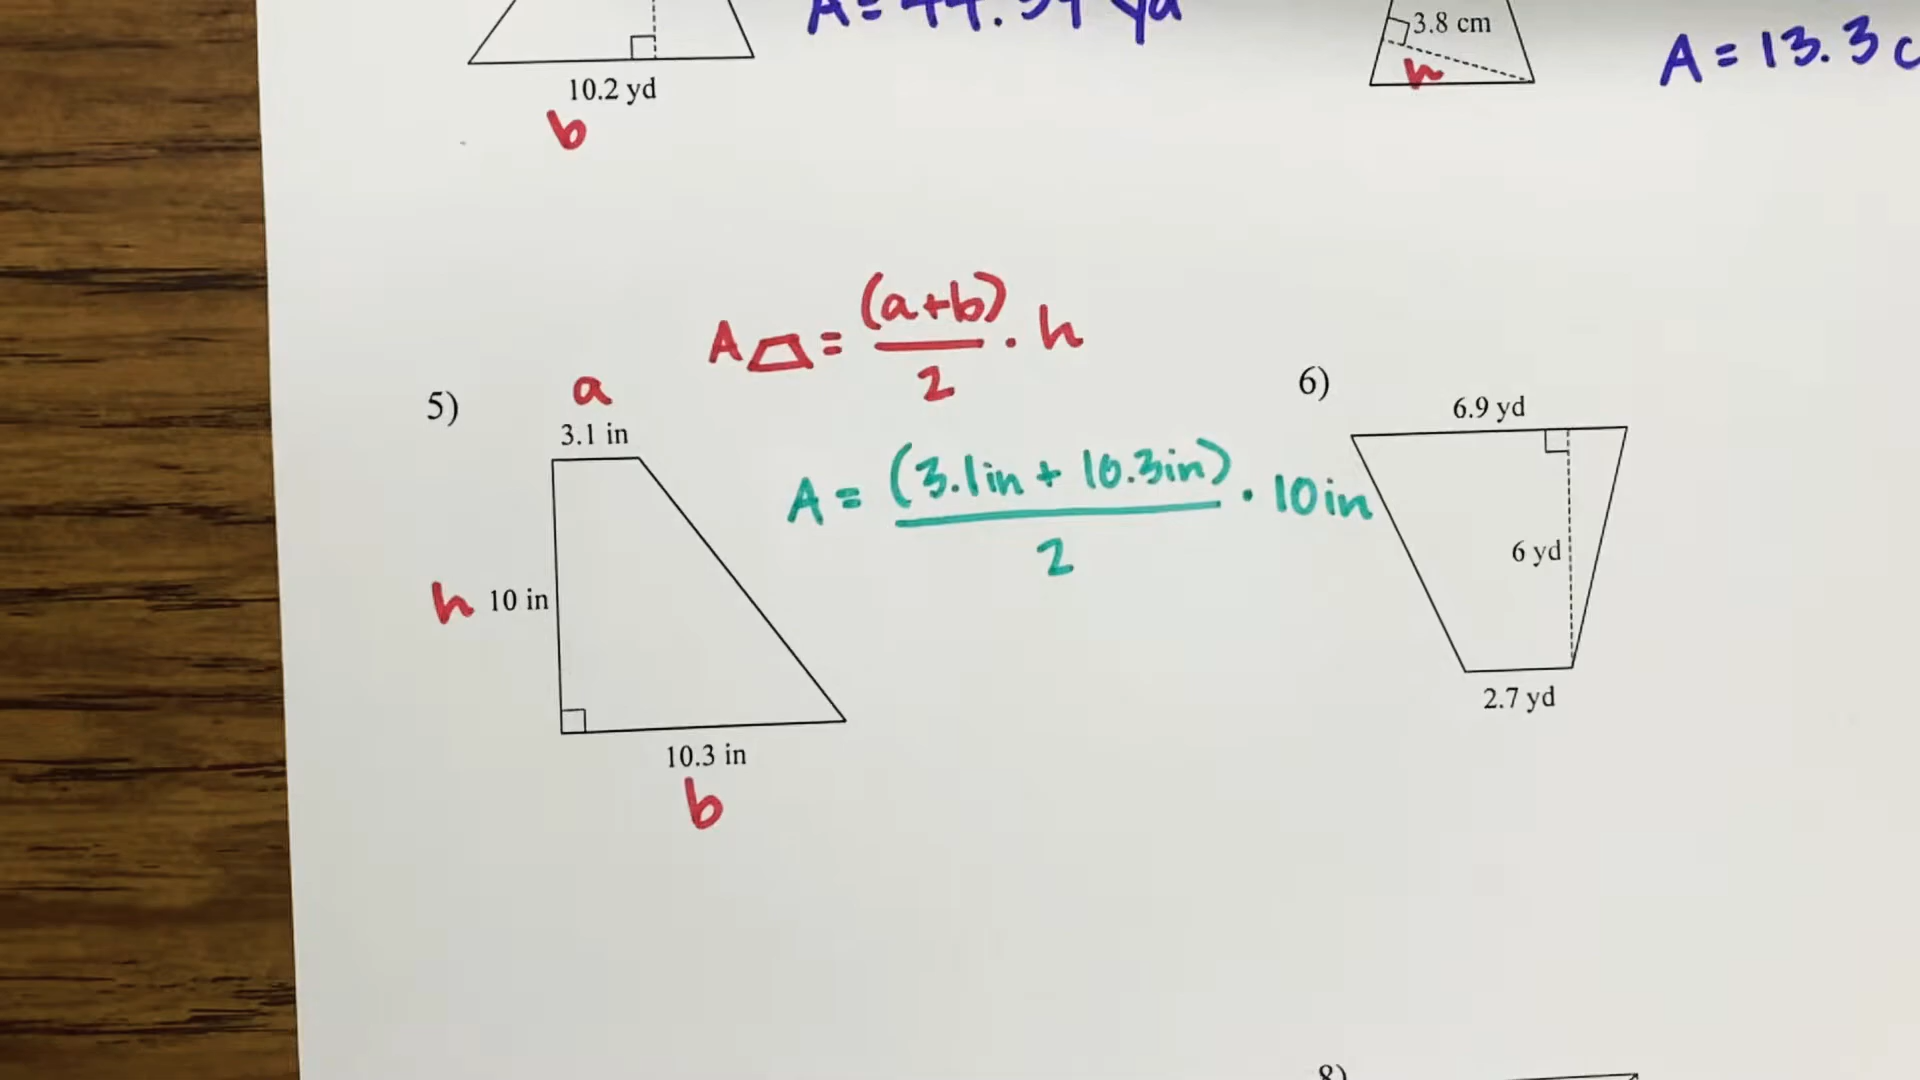 3.8 cm
h
A = 13.3
10.2 yd
b
A = (a+b) / 2 · h
5)
a
3.1 in
A = (3.1in + 10.3in) / 2 · 10in
h 10 in
10.3 in
b
6)
6.9 yd
6 yd
2.7 yd
8)